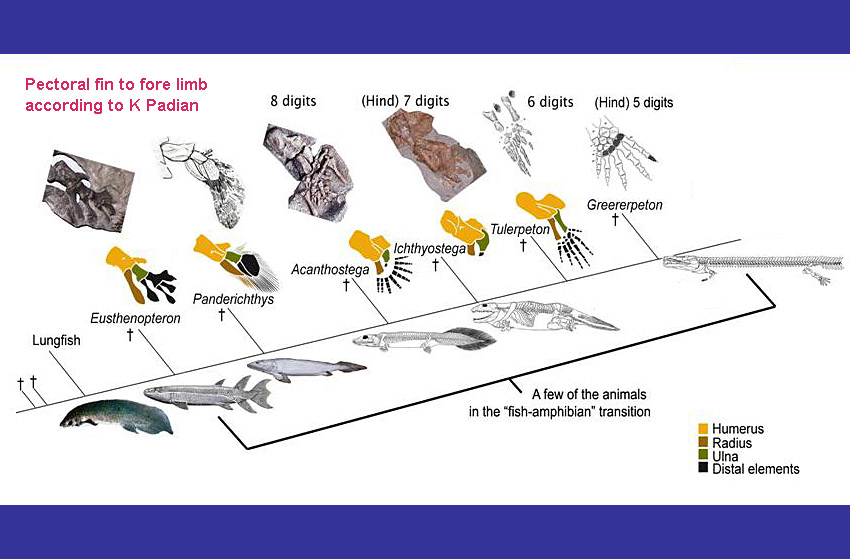 Pectoral fin to fore limb
according to K Padian
8 digits
(Hind) 7 digits
6 digits
(Hind) 5 digits
Greererpeton
†
Tulerpeton
†
Ichthyostega
†
Acanthostega
†
Panderichthys
†
Eusthenopteron
†
Lungfish
† †
A few of the animals
in the “fish-amphibian” transition
Humerus
Radius
Ulna
Distal elements